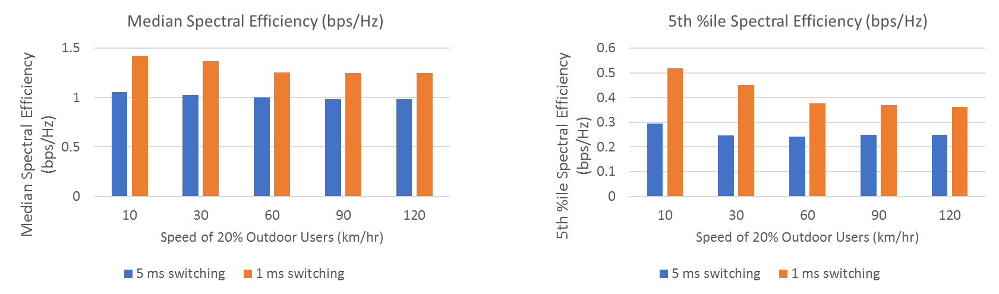 Median Spectral Efficiency (bps/Hz)
Median Spectral Efficiency
(bps/Hz)
1.5
1
0.5
0
10 30 60 90 120
Speed of 20% Outdoor Users (km/hr)
5 ms switching 1 ms switching
5th %ile Spectral Efficiency (bps/Hz)
5th %ile Spectral Efficiency
(bps/Hz)
0.6
0.5
0.4
0.3
0.2
0.1
0
10 30 60 90 120
Speed of 20% Outdoor Users (km/hr)
5 ms switching 1 ms switching